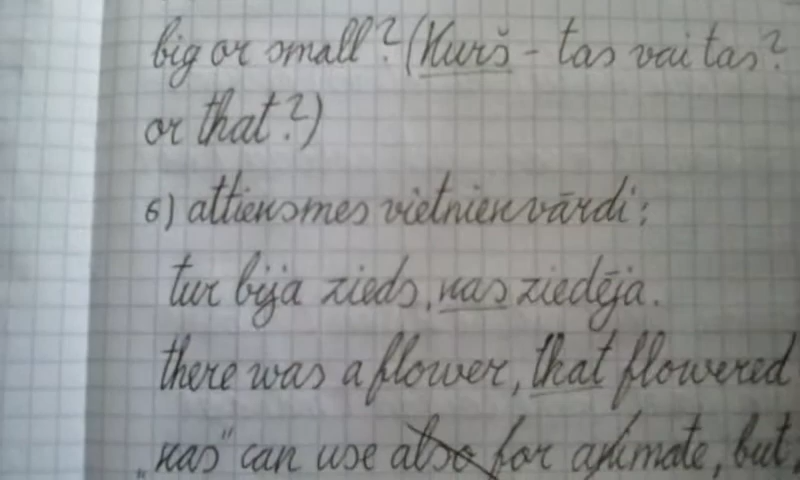 big or small? (Kurš - tas vai tas?
or that?)
6) attieksmes vietniekvārdi:
tur bija zieds, kas ziedēja.
there was a flower, that flowered
„kas" can use also for animate, but